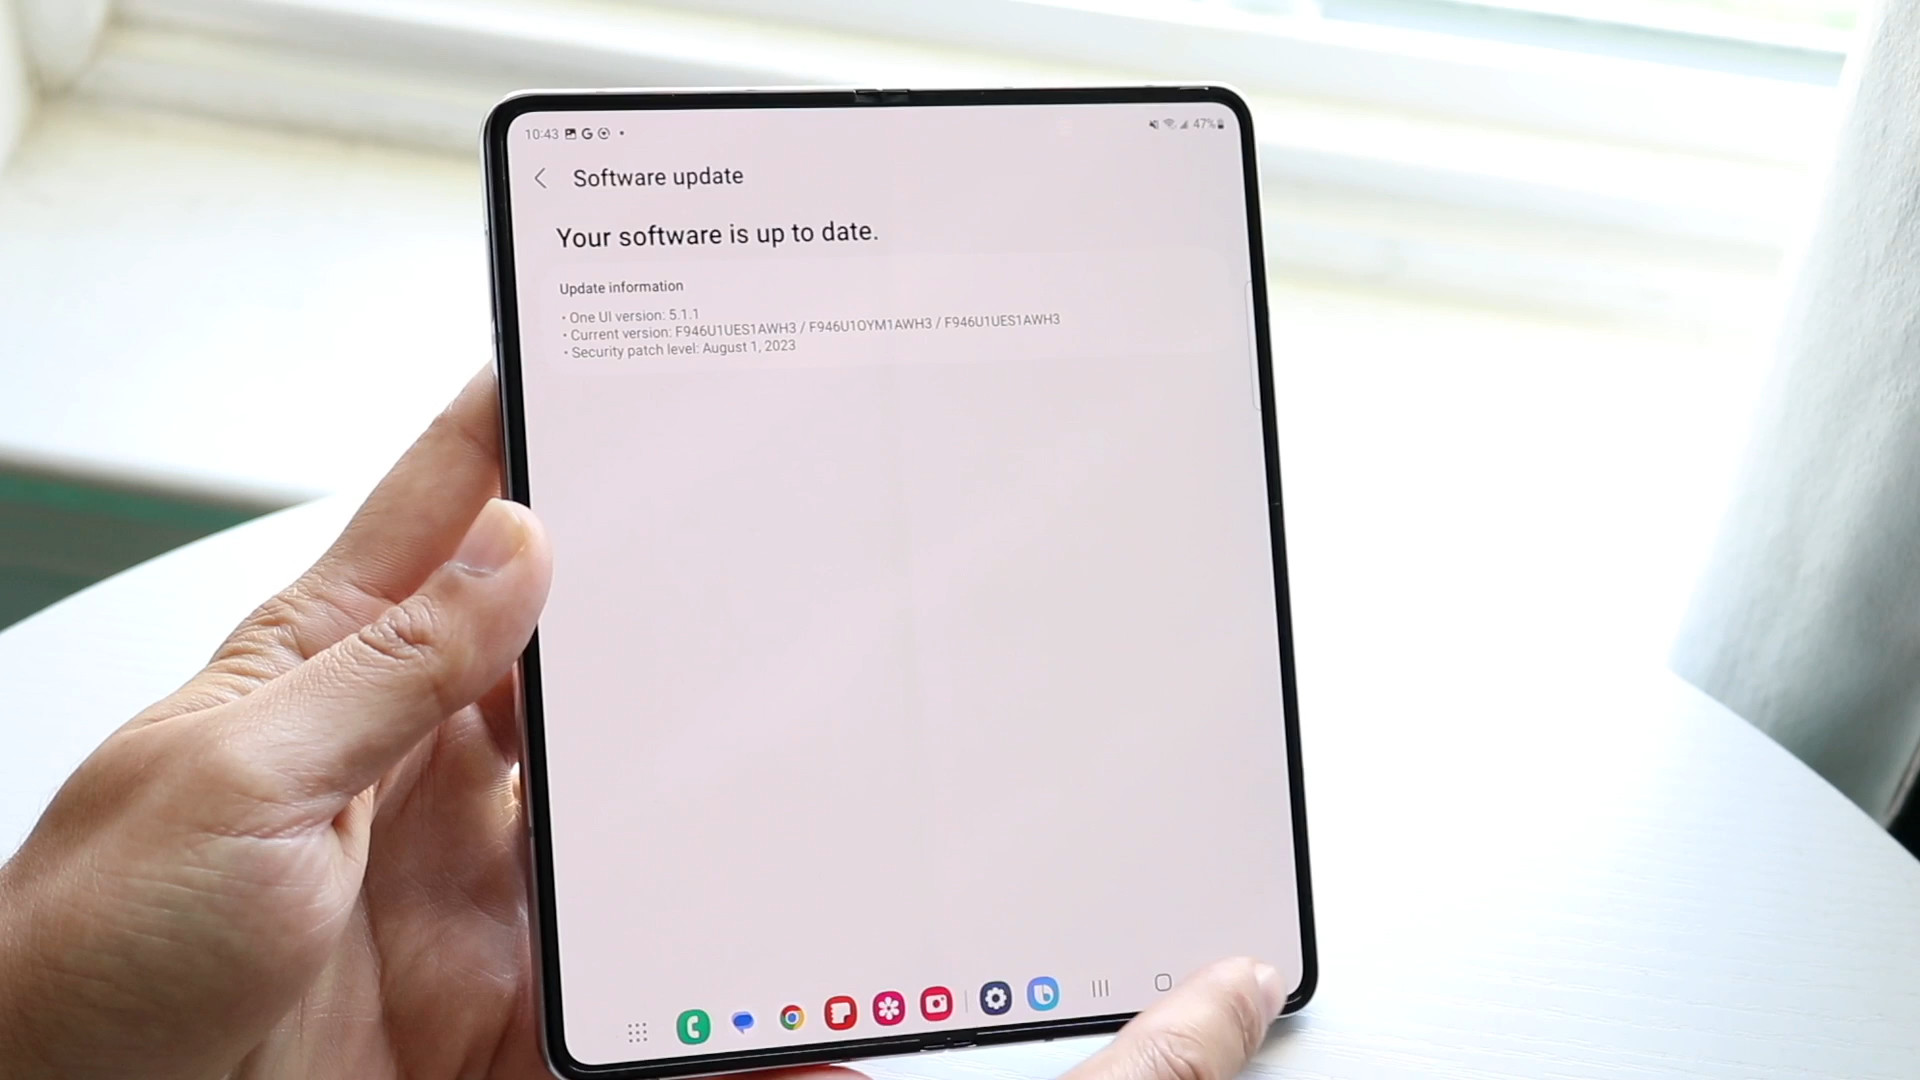 10:43 G 47%
Software update
Your software is up to date.
Update information
• One UI version: 5.1.1
• Current version: F946U1UES1AWH3 / F946U1OYM1AWH3 / F946U1UES1AWH3
• Security patch level: August 1, 2023